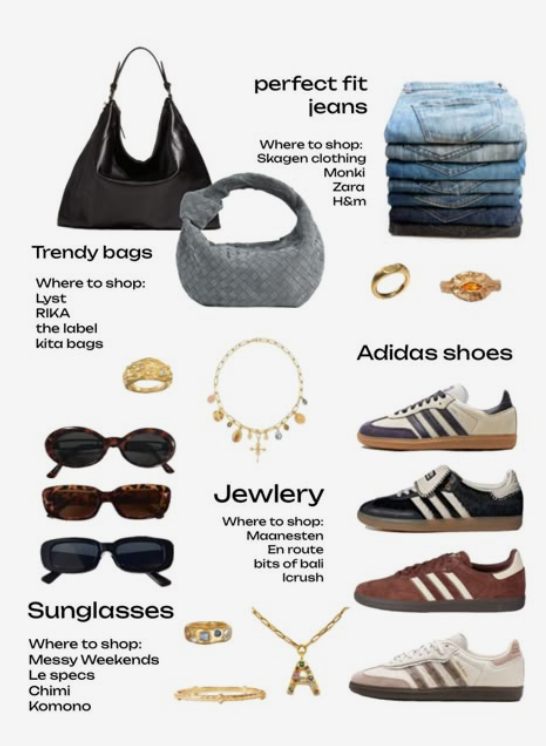 perfect fit
jeans
Where to shop:
Skagen clothing
Monki
Zara
H&m
Trendy bags
Where to shop:
Lyst
RIKA
the label
kita bags
Adidas shoes
Jewlery
Where to shop:
Maanesten
En route
bits of bali
Icrush
Sunglasses
Where to shop:
Messy Weekends
Le specs
Chimi
Komono
A